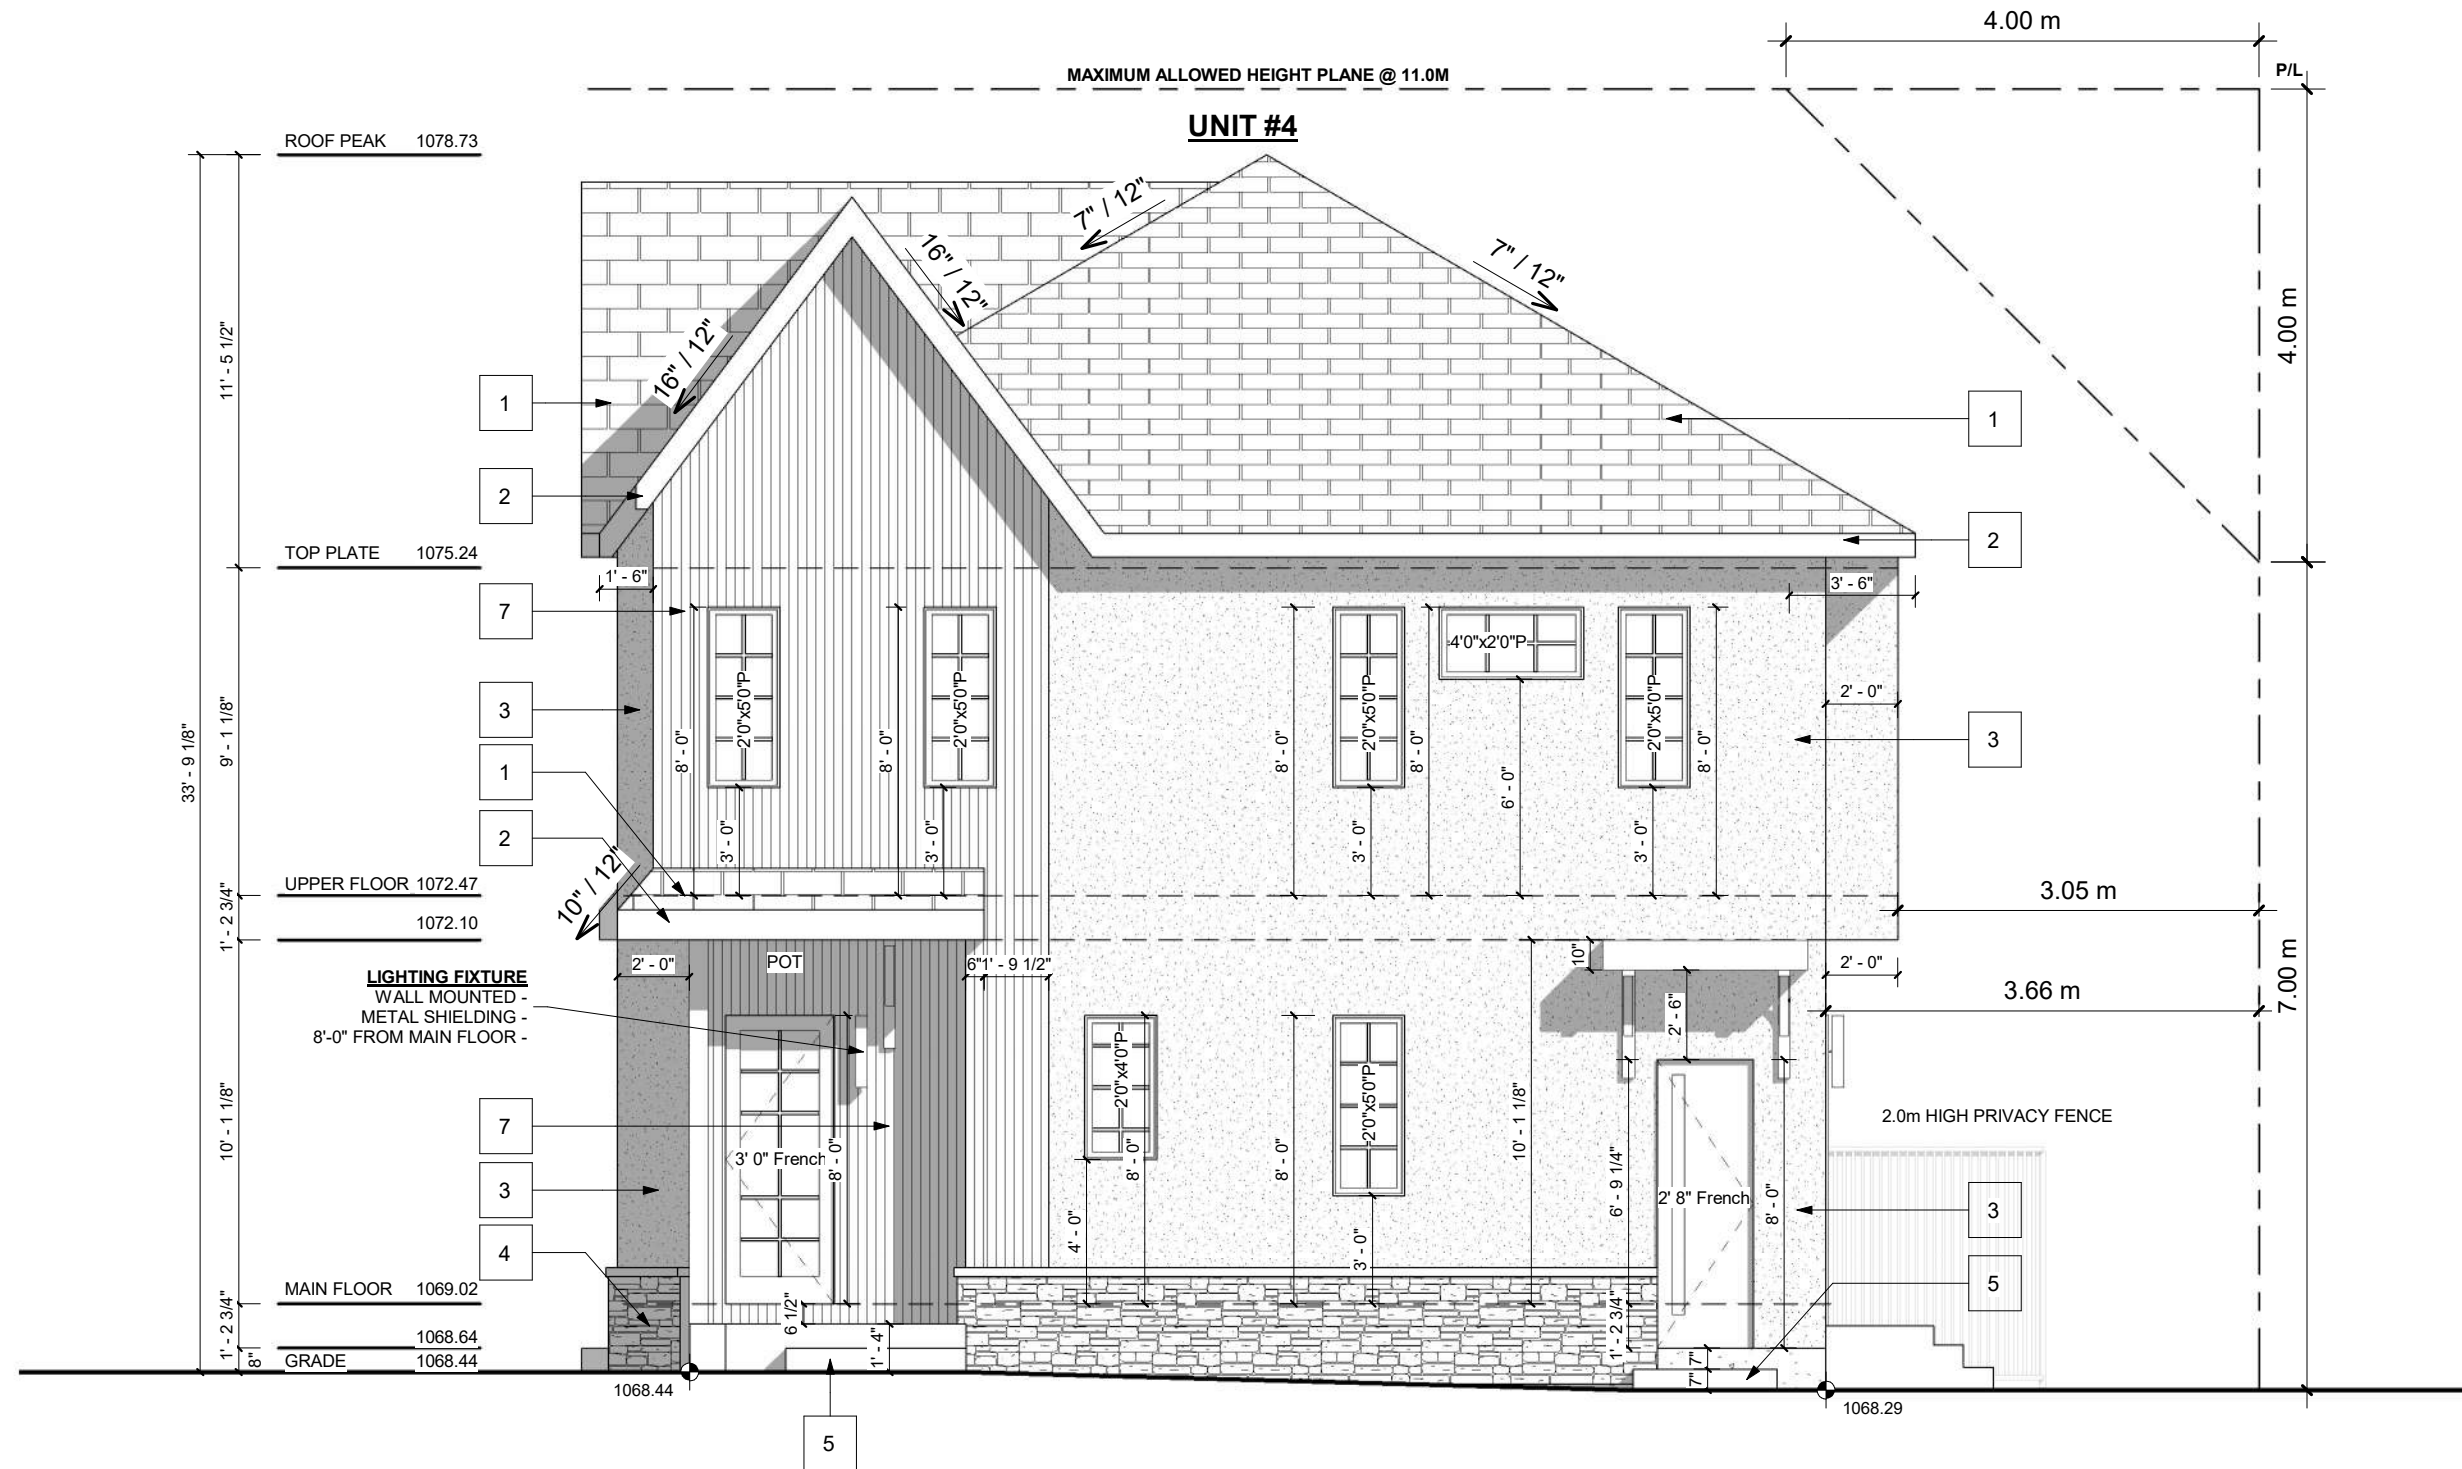 4.00 m
P/L
MAXIMUM ALLOWED HEIGHT PLANE @ 11.0M
UNIT #4
ROOF PEAK 1078.73
7" / 12"
16" / 12"
7" / 12"
16" / 12"
4.00 m
11' - 5 1/2"
1
1
2
2
TOP PLATE 1075.24
1' - 6"
3' - 6"
7
4'0"x2'0"P
2'0"x5'0"P
2'0"x5'0"P
2'0"x5'0"P
2'0"x5'0"P
2' - 0"
3
3
8' - 0"
8' - 0"
8' - 0"
8' - 0"
8' - 0"
6' - 0"
33' - 9 1/8"
9' - 1 1/8"
1
2
3' - 0"
3' - 0"
3' - 0"
3' - 0"
10" / 12"
UPPER FLOOR 1072.47
1' - 2 3/4"
1072.10
3.05 m
LIGHTING FIXTURE
WALL MOUNTED -
METAL SHIELDING -
8'-0" FROM MAIN FLOOR -
2' - 0"
POT
6"
1' - 9 1/2"
10"
2' - 0"
3.66 m
7.00 m
2' - 6"
2'0"x4'0"P
2'0"x5'0"P
10' - 1 1/8"
10' - 1 1/8"
2.0m HIGH PRIVACY FENCE
7
3' 0" French
8' - 0"
8' - 0"
8' - 0"
6' - 9 1/4"
2' 8" French
8' - 0"
3
3
4' - 0"
3' - 0"
4
5
MAIN FLOOR 1069.02
1' - 2 3/4"
6 1/2"
1' - 2 3/4"
1068.64
1' - 4"
8"
GRADE 1068.44
7"
7"
1068.44
1068.29
5